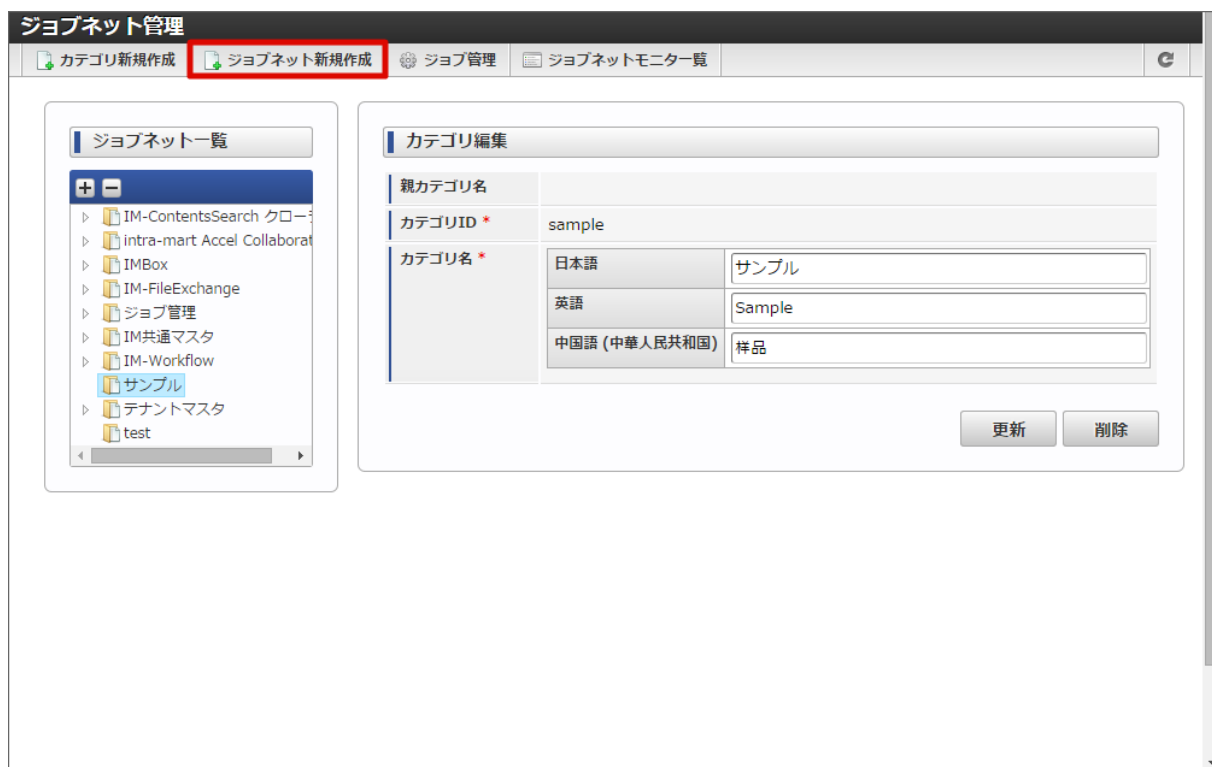 ジョブネット管理
カテゴリ新規作成 ジョブネット新規作成 ジョブ管理 ジョブネットモニタ一覧
ジョブネット一覧
IM-ContentsSearch クロー
intra-mart Accel Collaborat
IMBox
IM-FileExchange
ジョブ管理
IM共通マスタ
IM-Workflow
サンプル
テナントマスタ
test
カテゴリ編集
親カテゴリ名
カテゴリID * sample
カテゴリ名 *
日本語 サンプル
英語 Sample
中国語 (中華人民共和国) 样品
更新 削除